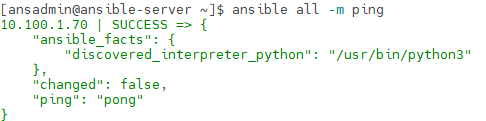 [ansadmin@ansible-server ~]$ ansible all -m ping
10.100.1.70 | SUCCESS => {
    "ansible_facts": {
        "discovered_interpreter_python": "/usr/bin/python3"
    },
    "changed": false,
    "ping": "pong"
}